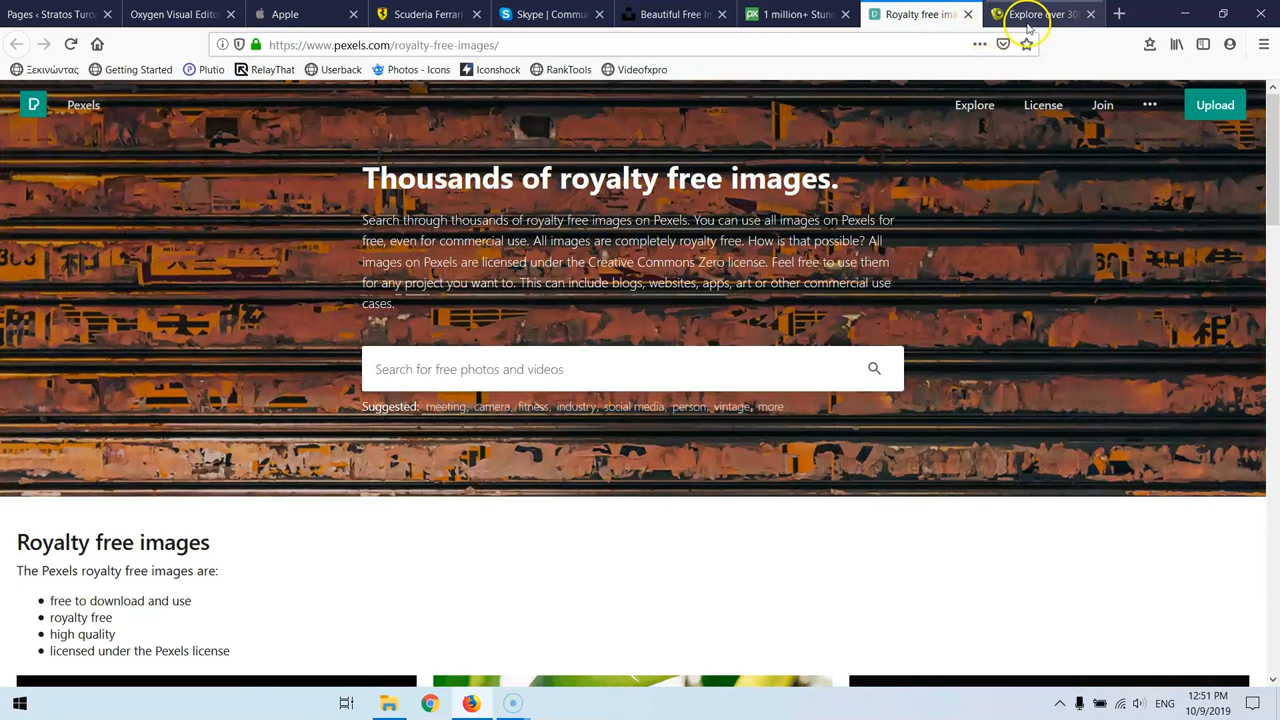 Pages < Stratos Turo
Oxygen Visual Edito
Apple
Scuderia Ferrar
Skype | Commu
Beautiful Free In
1 million+ Stun
Royalty free ima
Explore over 30
https://www.pexels.com/royalty-free-images/
Ξεκινώντας
Getting Started
Plutio
RelayThat
Userback
Photos - Icons
Iconshock
RankTools
Videofxpro
Pexels
Explore
License
Join
Upload
Thousands of royalty free images.
Search through thousands of royalty free images on Pexels. You can use all images on Pexels for
free, even for commercial use. All images are completely royalty free. How is that possible? All
images on Pexels are licensed under the Creative Commons Zero license. Feel free to use them
for any project you want to. This can include blogs, websites, apps, art or other commercial use
cases.
Search for free photos and videos
Suggested: meeting, camera, fitness, industry, social media, person, vintage, more
Royalty free images
The Pexels royalty free images are:
• free to download and use
• royalty free
• high quality
• licensed under the Pexels license
ENG
12:51 PM
10/9/2019